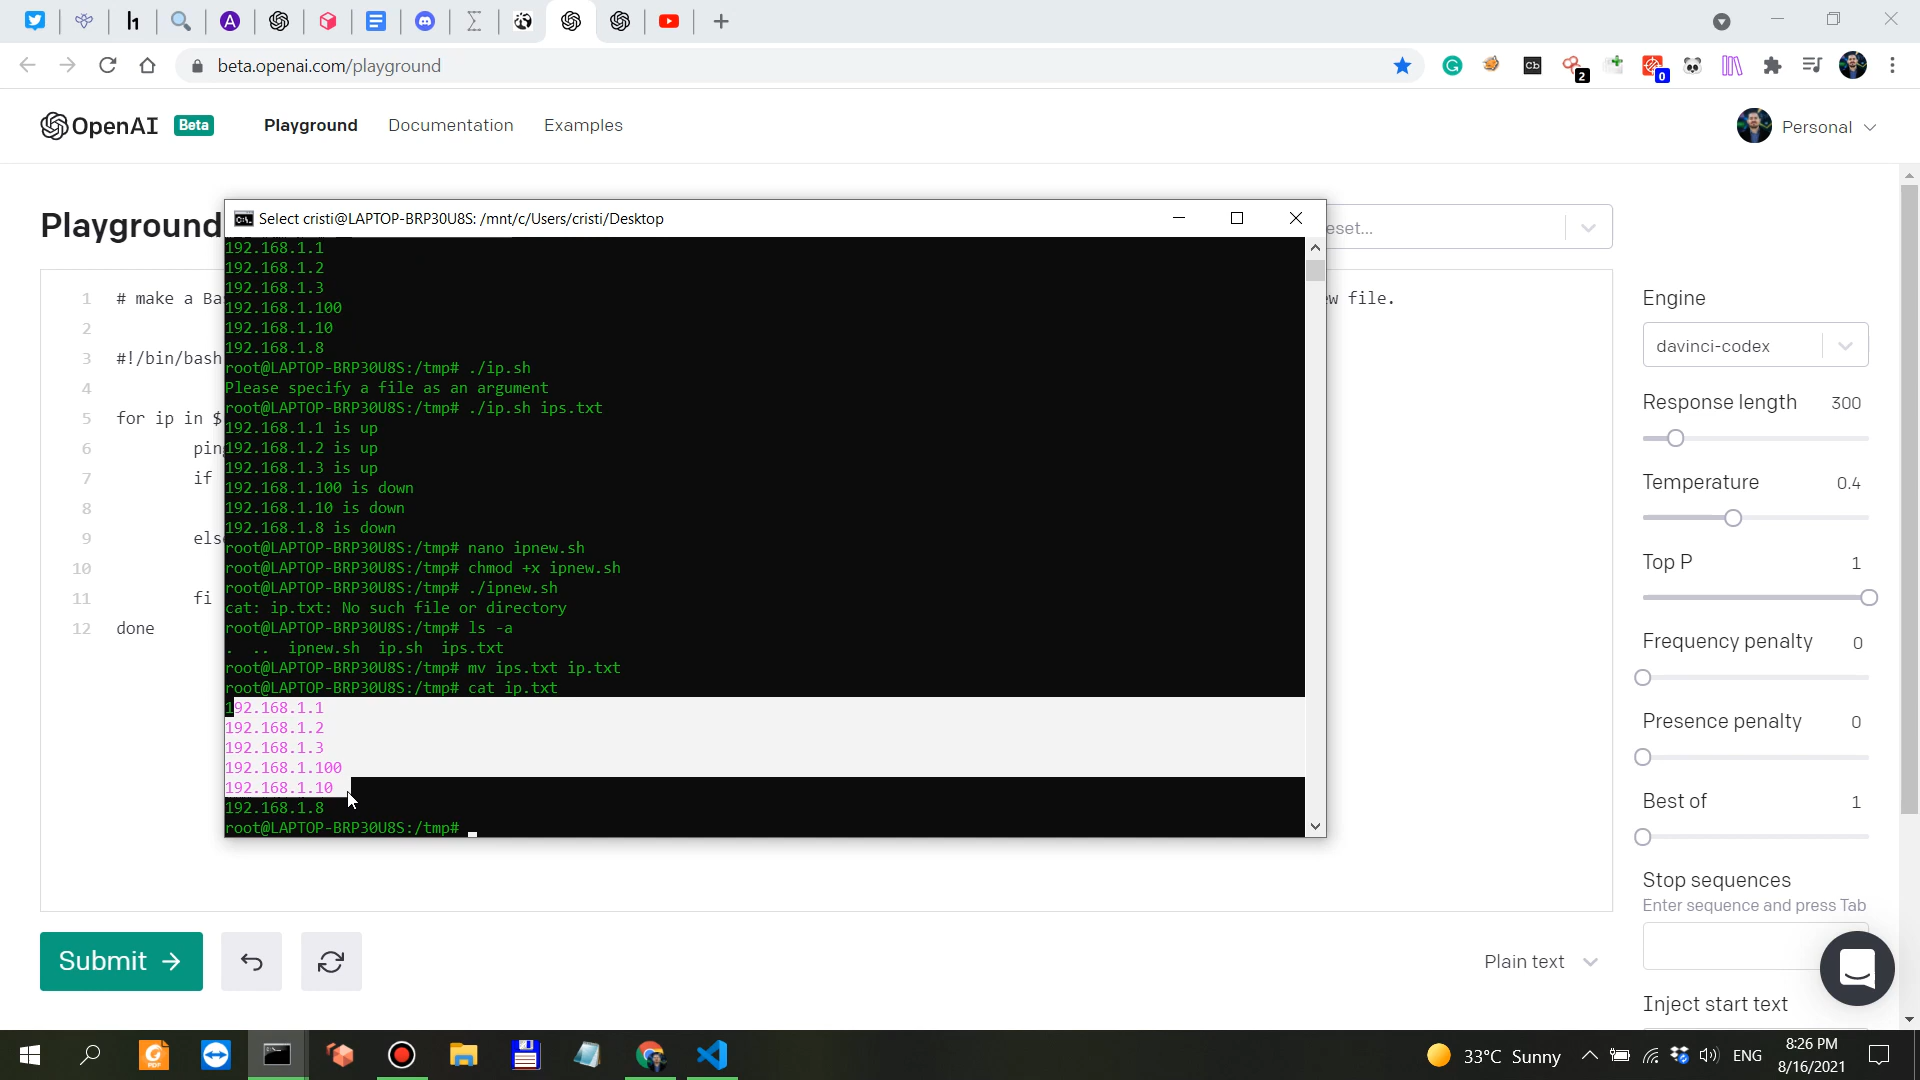 beta.openai.com/playground
Cb
2
0
OpenAI Beta Playground Documentation Examples Personal
Playground
eset...
1 # make a Ba
w file.
2
3 #!/bin/bash
4
5 for ip in $
6 pin
7 if
8
9 els
10
11 fi
12 done
Select cristi@LAPTOP-BRP30U8S: /mnt/c/Users/cristi/Desktop
192.168.1.1
192.168.1.2
192.168.1.3
192.168.1.100
192.168.1.10
192.168.1.8
root@LAPTOP-BRP30U8S:/tmp# ./ip.sh
Please specify a file as an argument
root@LAPTOP-BRP30U8S:/tmp# ./ip.sh ips.txt
192.168.1.1 is up
192.168.1.2 is up
192.168.1.3 is up
192.168.1.100 is down
192.168.1.10 is down
192.168.1.8 is down
root@LAPTOP-BRP30U8S:/tmp# nano ipnew.sh
root@LAPTOP-BRP30U8S:/tmp# chmod +x ipnew.sh
root@LAPTOP-BRP30U8S:/tmp# ./ipnew.sh
cat: ip.txt: No such file or directory
root@LAPTOP-BRP30U8S:/tmp# ls -a
. .. ipnew.sh ip.sh ips.txt
root@LAPTOP-BRP30U8S:/tmp# mv ips.txt ip.txt
root@LAPTOP-BRP30U8S:/tmp# cat ip.txt
192.168.1.1
192.168.1.2
192.168.1.3
192.168.1.100
192.168.1.10
192.168.1.8
root@LAPTOP-BRP30U8S:/tmp#
Engine
davinci-codex
Response length 300
Temperature 0.4
Top P 1
Frequency penalty 0
Presence penalty 0
Best of 1
Stop sequences
Enter sequence and press Tab
Inject start text
Submit
Plain text
33°C Sunny
ENG
8:26 PM
8/16/2021